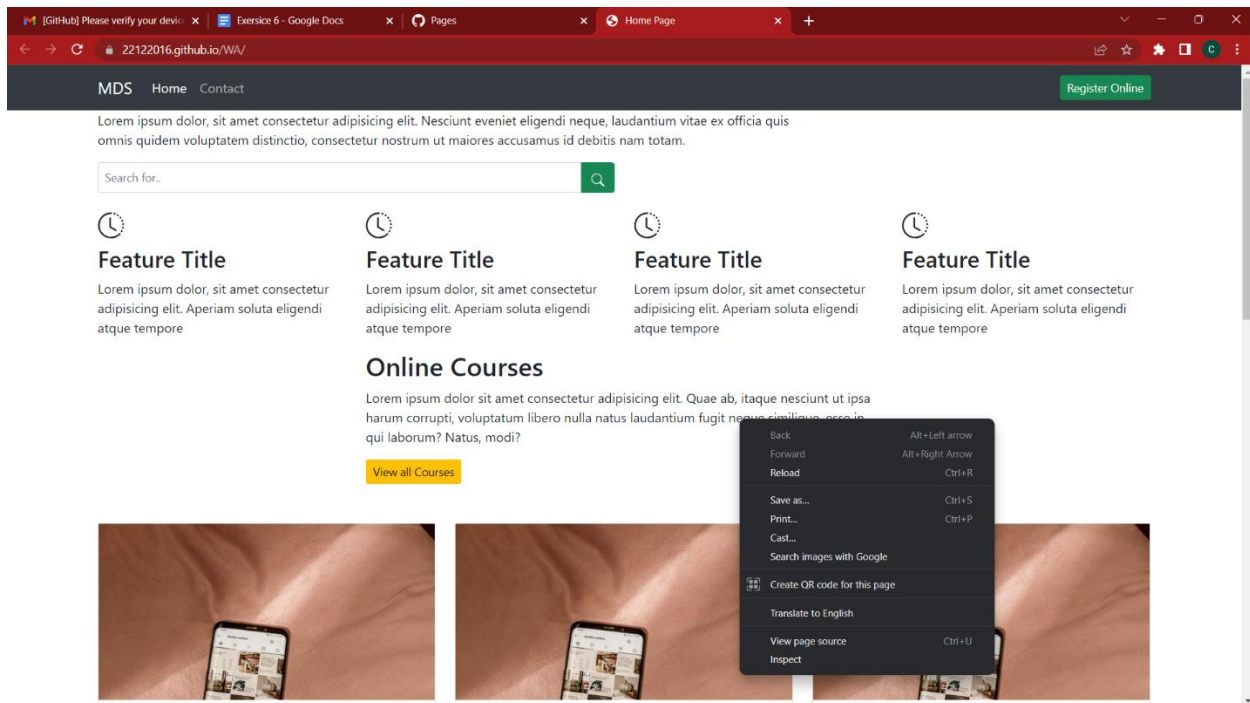 [GitHub] Please verify your devic
Exersice 6 - Google Docs
Pages
Home Page
22122016.github.io/WA/
C
MDS Home Contact
Register Online
Lorem ipsum dolor, sit amet consectetur adipisicing elit. Nesciunt eveniet eligendi neque, laudantium vitae ex officia quis
omnis quidem voluptatem distinctio, consectetur nostrum ut maiores accusamus id debitis nam totam.
Search for..
Feature Title
Lorem ipsum dolor, sit amet consectetur
adipisicing elit. Aperiam soluta eligendi
atque tempore
Feature Title
Lorem ipsum dolor, sit amet consectetur
adipisicing elit. Aperiam soluta eligendi
atque tempore
Feature Title
Lorem ipsum dolor, sit amet consectetur
adipisicing elit. Aperiam soluta eligendi
atque tempore
Feature Title
Lorem ipsum dolor, sit amet consectetur
adipisicing elit. Aperiam soluta eligendi
atque tempore
Online Courses
Lorem ipsum dolor sit amet consectetur adipisicing elit. Quae ab, itaque nesciunt ut ipsa
harum corrupti, voluptatum libero nulla natus laudantium fugit neque similique, esse in
qui laborum? Natus, modi?
View all Courses
Back Alt+Left arrow
Forward Alt+Right Arrow
Reload Ctrl+R
Save as... Ctrl+S
Print... Ctrl+P
Cast...
Search images with Google
Create QR code for this page
Translate to English
View page source Ctrl+U
Inspect